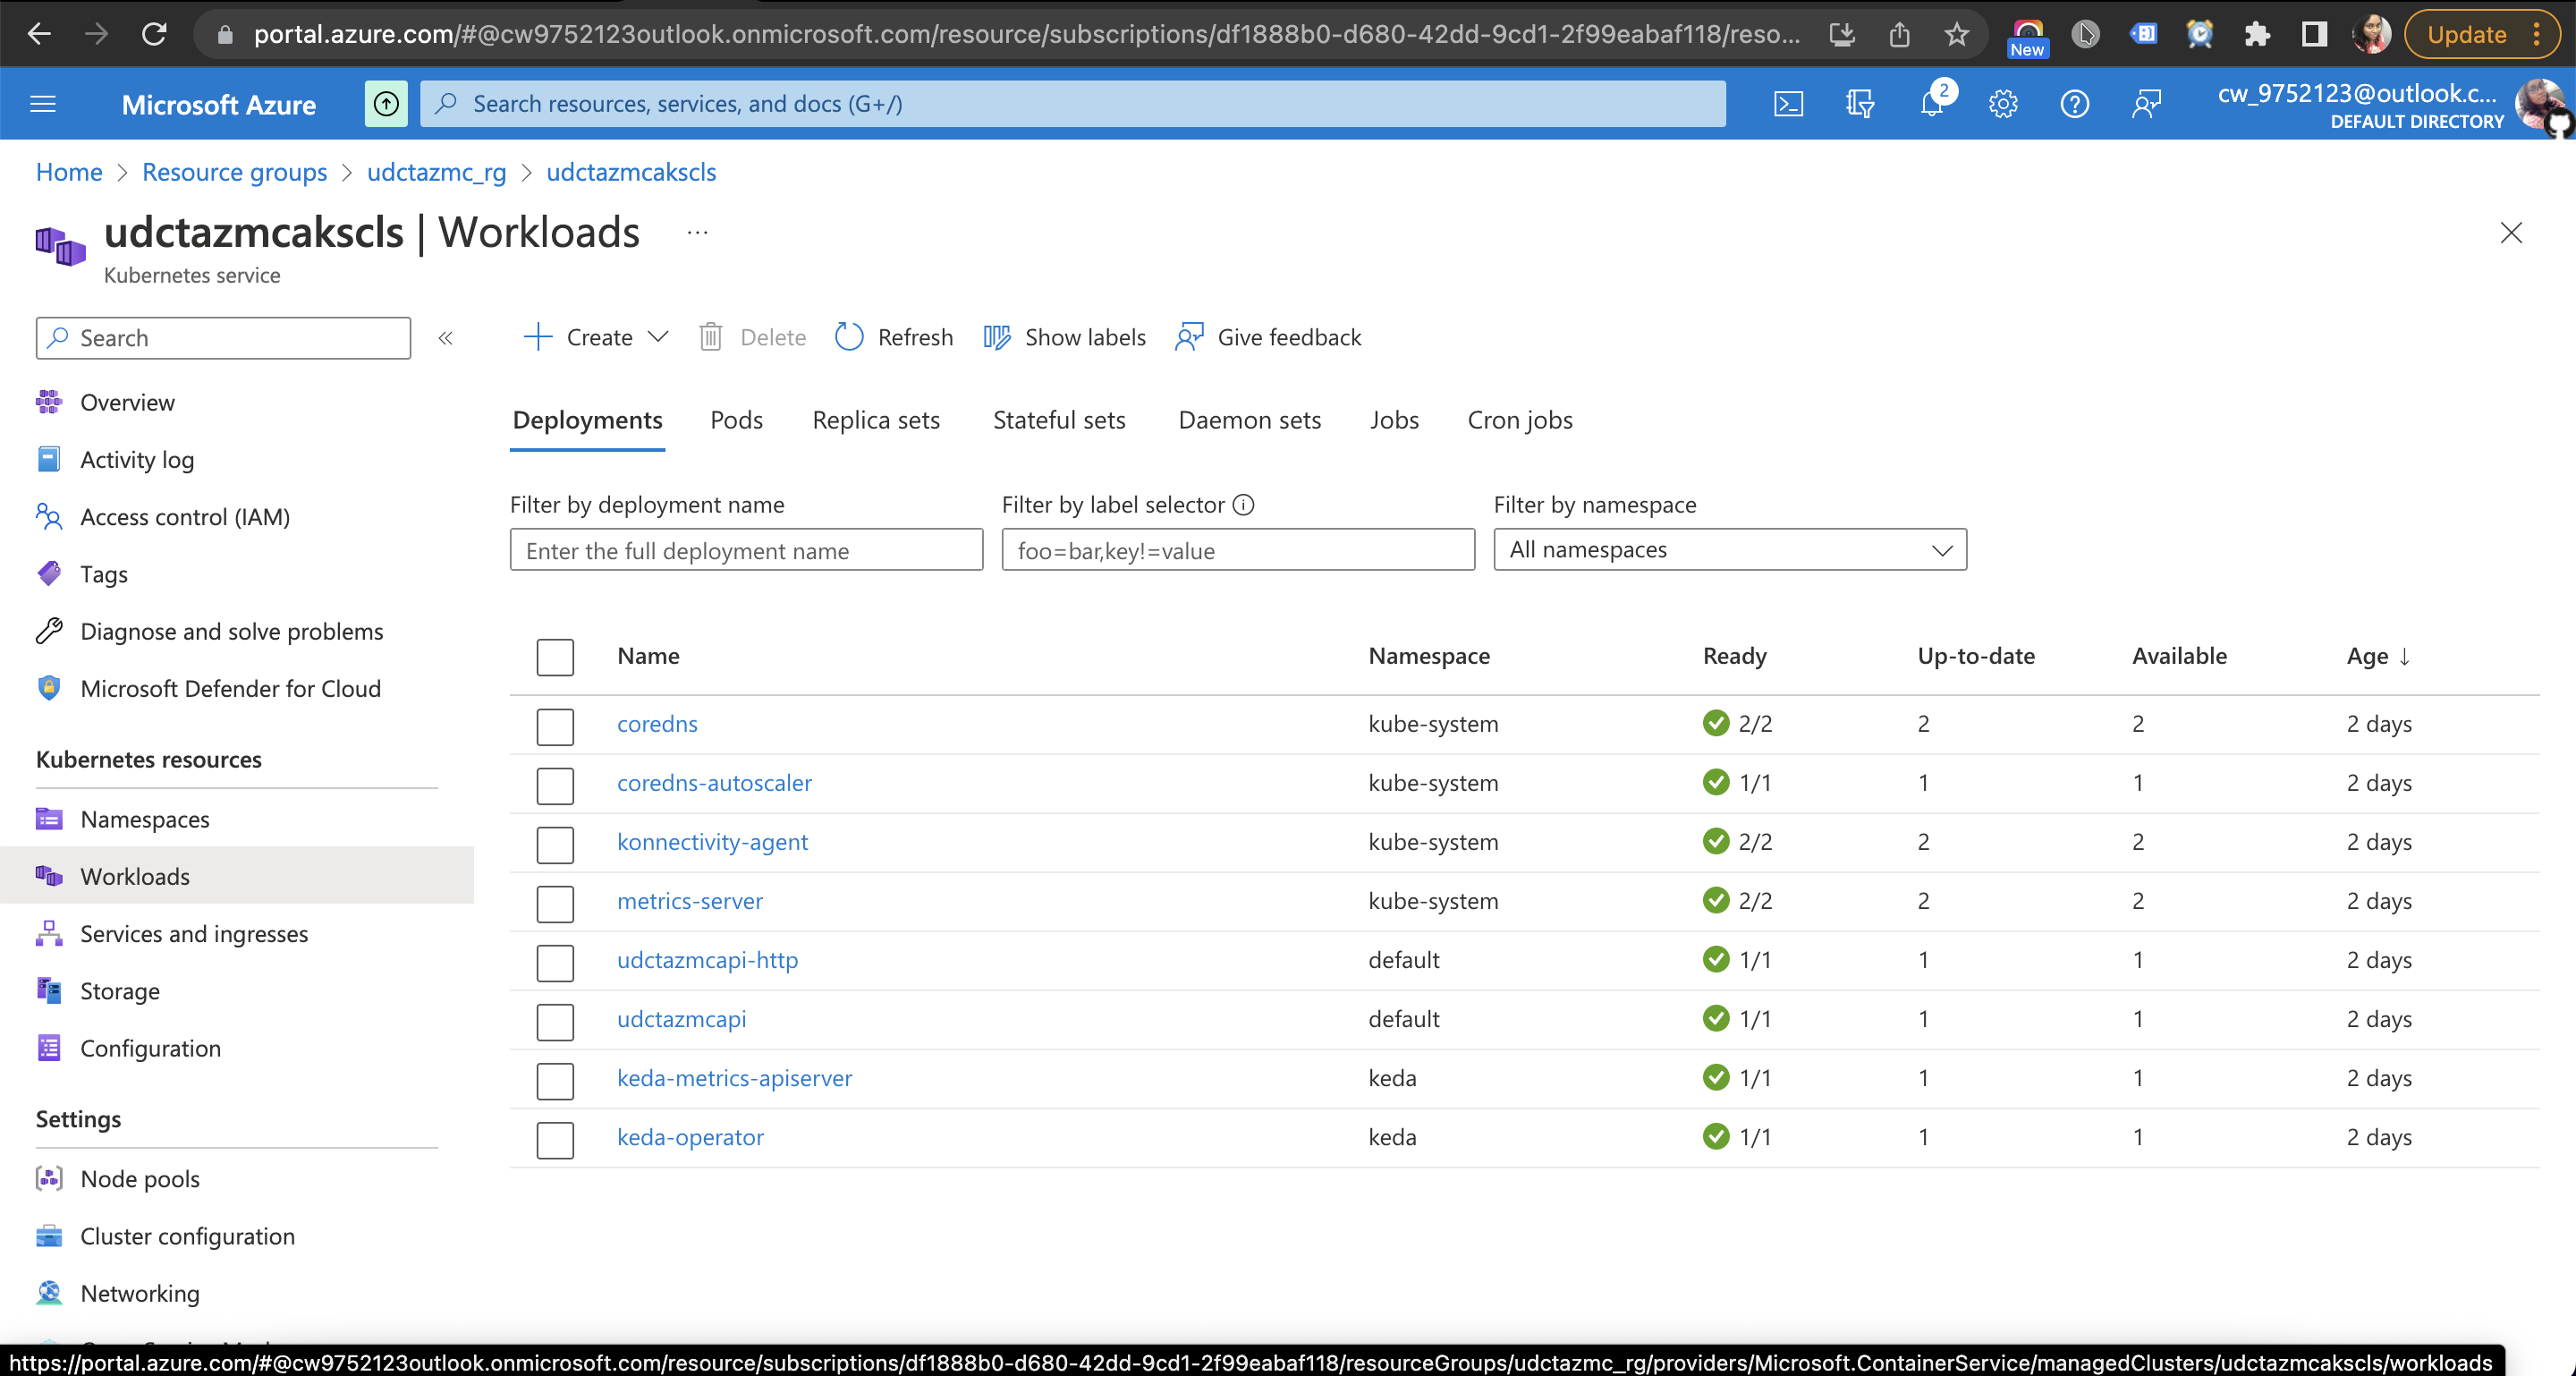 portal.azure.com/#@cw9752123outlook.onmicrosoft.com/resource/subscriptions/df1888b0-d680-42dd-9cd1-2f99eabaf118/reso...
New
Update
Microsoft Azure
Search resources, services, and docs (G+/)
2
cw_9752123@outlook.c...
DEFAULT DIRECTORY
Home > Resource groups > udctazmc_rg > udctazmcakscls
udctazmcakscls | Workloads ...
Kubernetes service
Search
«
Overview
Activity log
Access control (IAM)
Tags
Diagnose and solve problems
Microsoft Defender for Cloud
Kubernetes resources
Namespaces
Workloads
Services and ingresses
Storage
Configuration
Settings
Node pools
Cluster configuration
Networking
Create Delete Refresh Show labels Give feedback
Deployments Pods Replica sets Stateful sets Daemon sets Jobs Cron jobs
Filter by deployment name Filter by label selector Filter by namespace
Enter the full deployment name foo=bar,key!=value All namespaces
Name Namespace Ready Up-to-date Available Age ↓
coredns kube-system 2/2 2 2 2 days
coredns-autoscaler kube-system 1/1 1 1 2 days
konnectivity-agent kube-system 2/2 2 2 2 days
metrics-server kube-system 2/2 2 2 2 days
udctazmcapi-http default 1/1 1 1 2 days
udctazmcapi default 1/1 1 1 2 days
keda-metrics-apiserver keda 1/1 1 1 2 days
keda-operator keda 1/1 1 1 2 days
https://portal.azure.com/#@cw9752123outlook.onmicrosoft.com/resource/subscriptions/df1888b0-d680-42dd-9cd1-2f99eabaf118/resourceGroups/udctazmc_rg/providers/Microsoft.ContainerService/managedClusters/udctazmcakscls/workloads